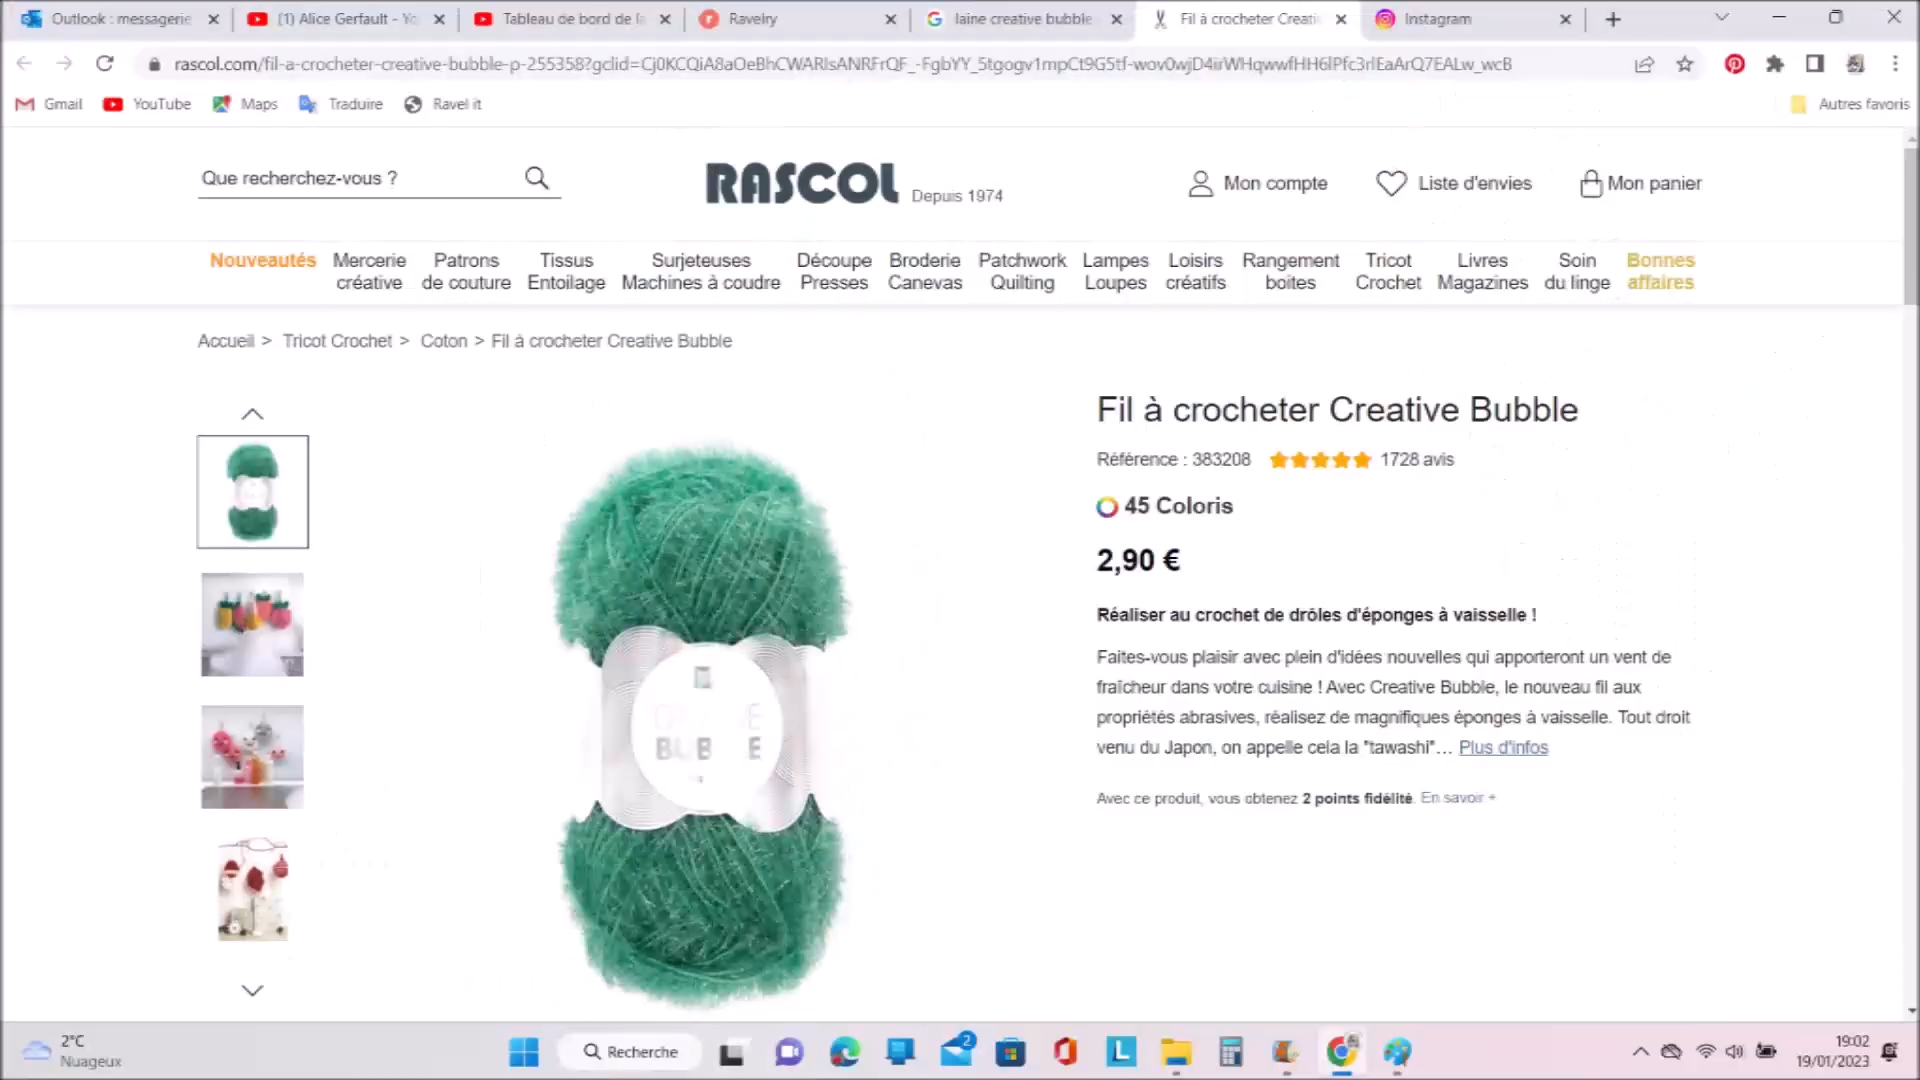 Outlook : messagerie
(1) Alice Gerfault - Yo
Tableau de bord de la
Ravelry
laine creative bubble
Fil à crocheter Creati
Instagram
rascol.com/fil-a-crocheter-creative-bubble-p-255358?gclid=Cj0KCQiA8aOeBhCWARIsANRFrQF_-FgbYY_5tgogv1mpCt9G5tf-wov0wjD4irWHqwwfHH6lPfc3rlEaArQ7EALw_wcB
Gmail YouTube Maps Traduire Ravel it Autres favoris
Que recherchez-vous ?
RASCOL Depuis 1974
Mon compte Liste d'envies Mon panier
Nouveautés
Mercerie
créative
Patrons
de couture
Tissus
Entoilage
Surjeteuses
Machines à coudre
Découpe
Presses
Broderie
Canevas
Patchwork
Quilting
Lampes
Loupes
Loisirs
créatifs
Rangement
boites
Tricot
Crochet
Livres
Magazines
Soin
du linge
Bonnes
affaires
Accueil > Tricot Crochet > Coton > Fil à crocheter Creative Bubble
Fil à crocheter Creative Bubble
Référence : 383208 1728 avis
45 Coloris
2,90 €
Réaliser au crochet de drôles d'éponges à vaisselle !
Faites-vous plaisir avec plein d'idées nouvelles qui apporteront un vent de
fraîcheur dans votre cuisine ! Avec Creative Bubble, le nouveau fil aux
propriétés abrasives, réalisez de magnifiques éponges à vaisselle. Tout droit
venu du Japon, on appelle cela la "tawashi"... Plus d'infos
Avec ce produit, vous obtenez 2 points fidélité. En savoir +
2°C
Nuageux
Recherche
2
19:02
19/01/2023